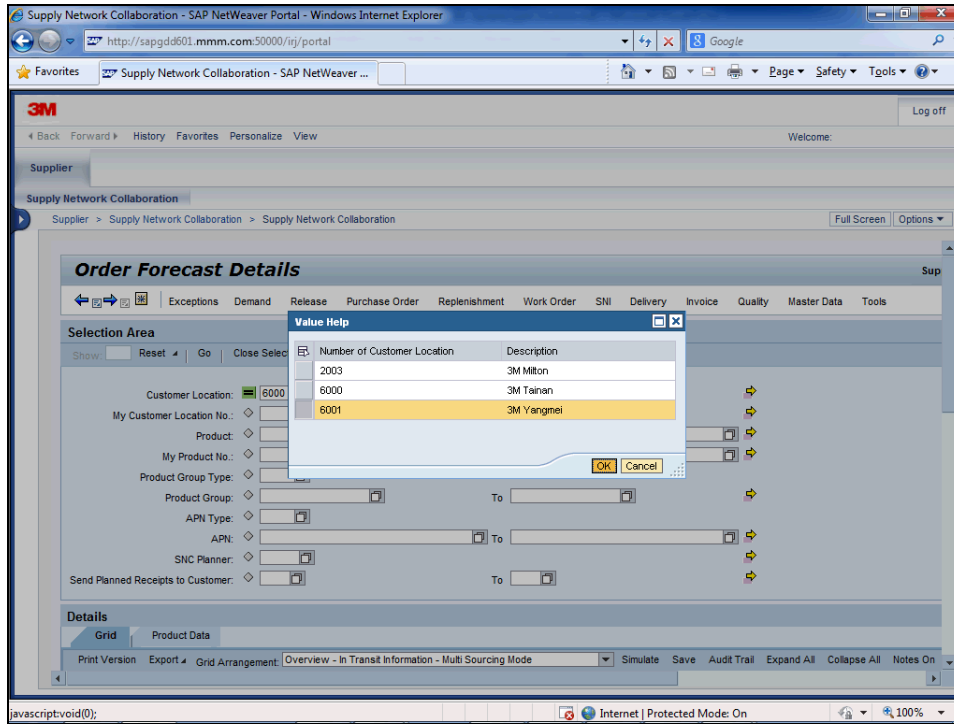 Supply Network Collaboration - SAP NetWeaver Portal - Windows Internet Explorer
http://sapgdd601.mmm.com:50000/irj/portal
Google
Favorites Supply Network Collaboration - SAP NetWeaver ... Page Safety Tools
3M Log off
Back Forward History Favorites Personalize View Welcome:
Supplier
Supply Network Collaboration
Supplier > Supply Network Collaboration > Supply Network Collaboration Full Screen Options
Order Forecast Details Sup
Exceptions Demand Release Purchase Order Replenishment Work Order SNI Delivery Invoice Quality Master Data Tools
Selection Area
Show: Reset Go Close Selec
Value Help
Number of Customer Location Description
2003 3M Milton
6000 3M Tainan
6001 3M Yangmei
OK Cancel
Customer Location: 6000
My Customer Location No.:
Product:
My Product No.:
Product Group Type:
Product Group: To
APN Type:
APN: To
SNC Planner:
Send Planned Receipts to Customer: To
Details
Grid Product Data
Print Version Export Grid Arrangement: Overview - In Transit Information - Multi Sourcing Mode Simulate Save Audit Trail Expand All Collapse All Notes On
javascript:void(0); Internet | Protected Mode: On 100%